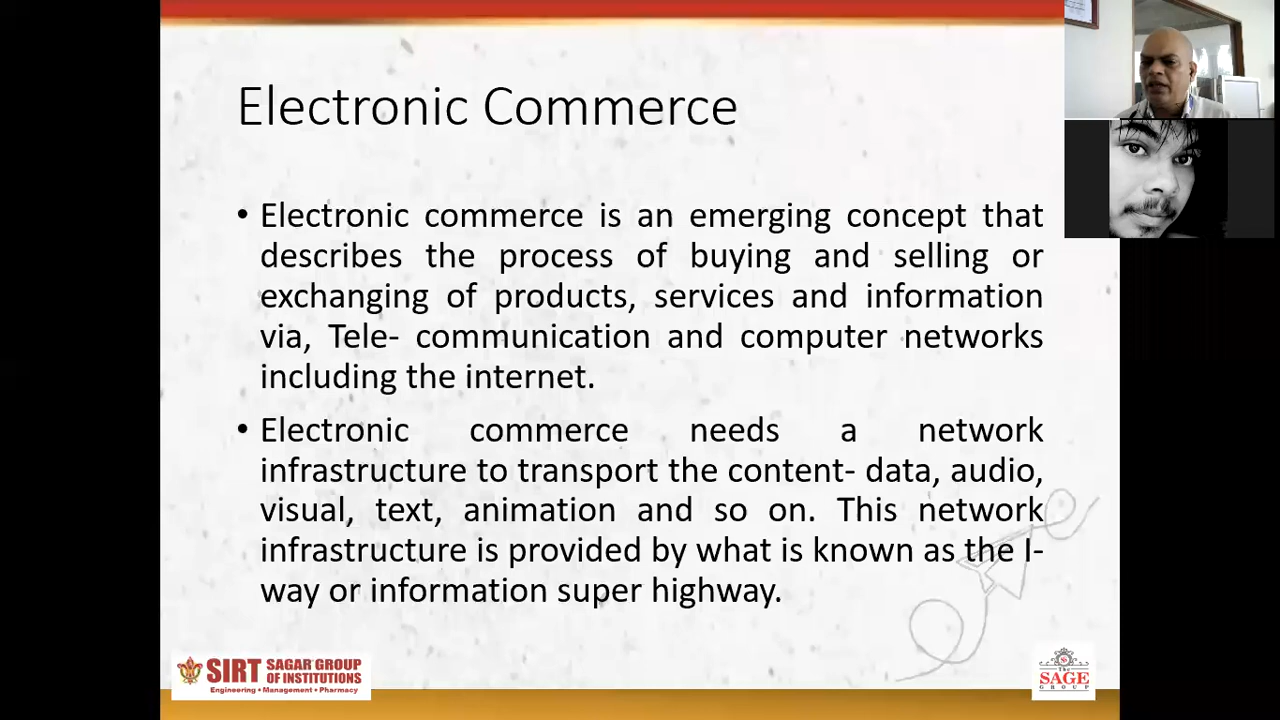 Electronic Commerce
• Electronic commerce is an emerging concept that
describes the process of buying and selling or
exchanging of products, services and information
via, Tele- communication and computer networks
including the internet.
• Electronic commerce needs a network
infrastructure to transport the content- data, audio,
visual, text, animation and so on. This network
infrastructure is provided by what is known as the I-
way or information super highway.
SIRT SAGAR GROUP
OF INSTITUTIONS
Engineering • Management • Pharmacy
The
SAGE
GROUP